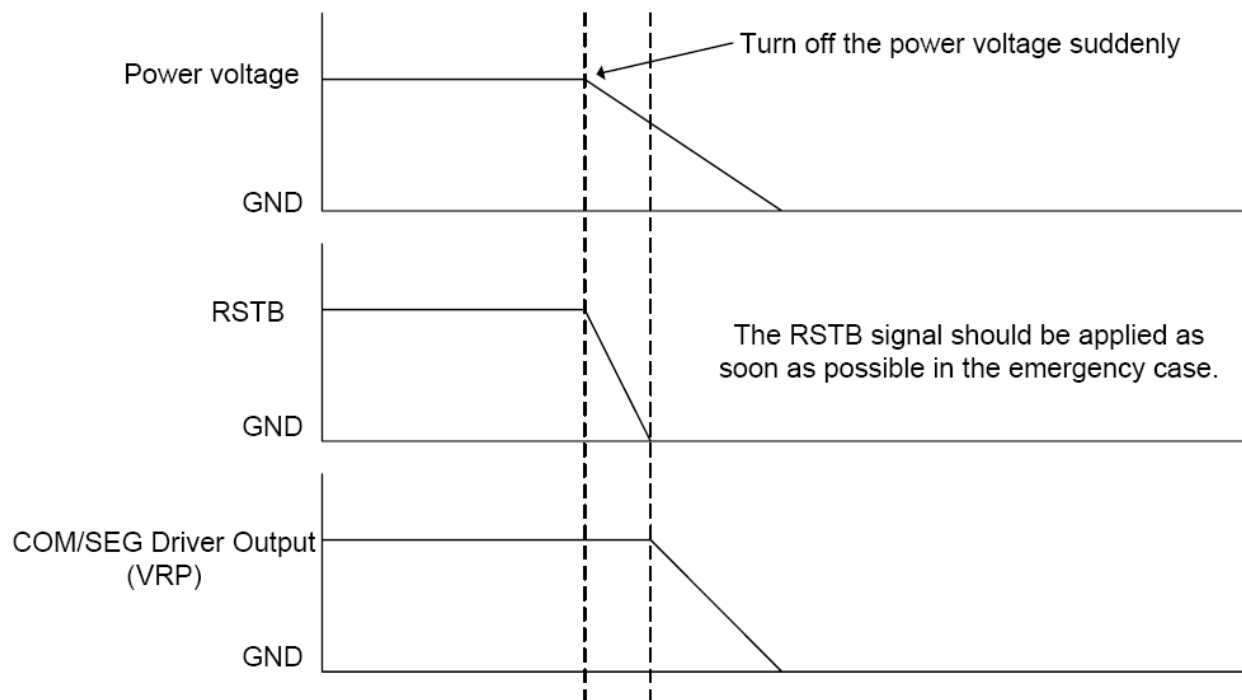 Turn off the power voltage suddenly
Power voltage
GND
RSTB
The RSTB signal should be applied as
soon as possible in the emergency case.
GND
COM/SEG Driver Output
(VRP)
GND